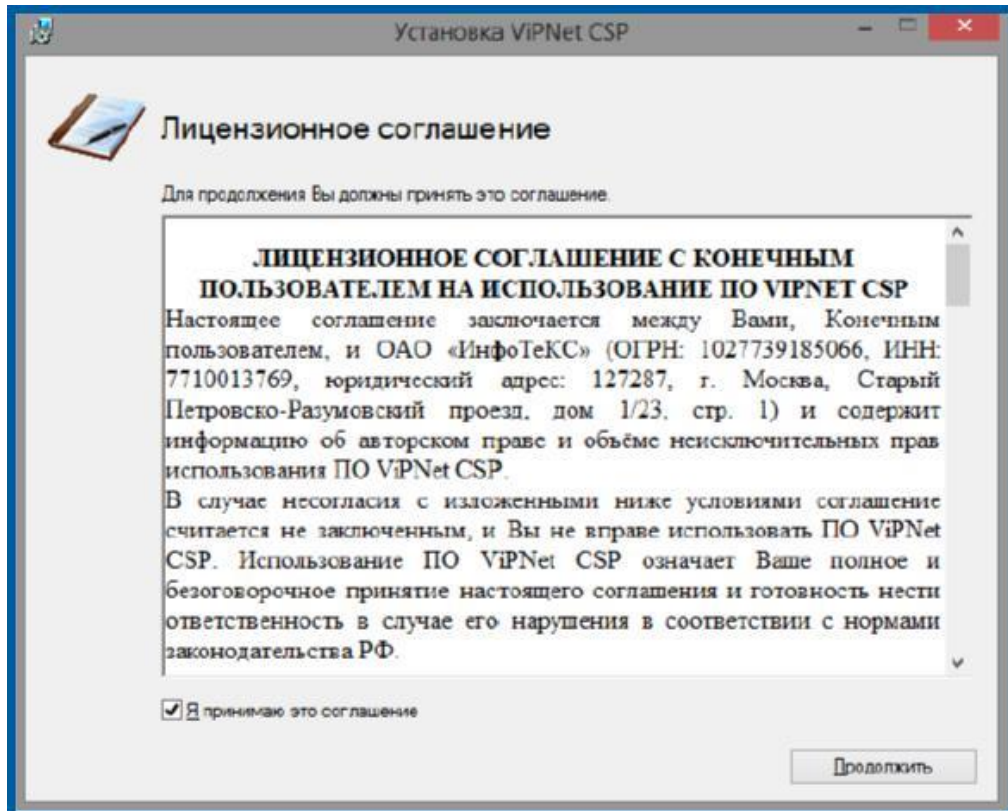 Установка ViPNet CSP
Лицензионное соглашение
Для продолжения Вы должны принять это соглашение.
ЛИЦЕНЗИОННОЕ СОГЛАШЕНИЕ С КОНЕЧНЫМ
ПОЛЬЗОВАТЕЛЕМ НА ИСПОЛЬЗОВАНИЕ ПО VIPNET CSP
Настоящее соглашение заключается между Вами, Конечным
пользователем, и ОАО «ИнфоТеКС» (ОГРН: 1027739185066, ИНН:
7710013769, юридический адрес: 127287, г. Москва, Старый
Петровско-Разумовский проезд, дом 1/23, стр. 1) и содержит
информацию об авторском праве и объёме неисключительных прав
использования ПО ViPNet CSP.
В случае несогласия с изложенными ниже условиями соглашение
считается не заключенным, и Вы не вправе использовать ПО ViPNet
CSP. Использование ПО ViPNet CSP означает Ваше полное и
безоговорочное принятие настоящего соглашения и готовность нести
ответственность в случае его нарушения в соответствии с нормами
законодательства РФ.
Я принимаю это соглашение
Продолжить